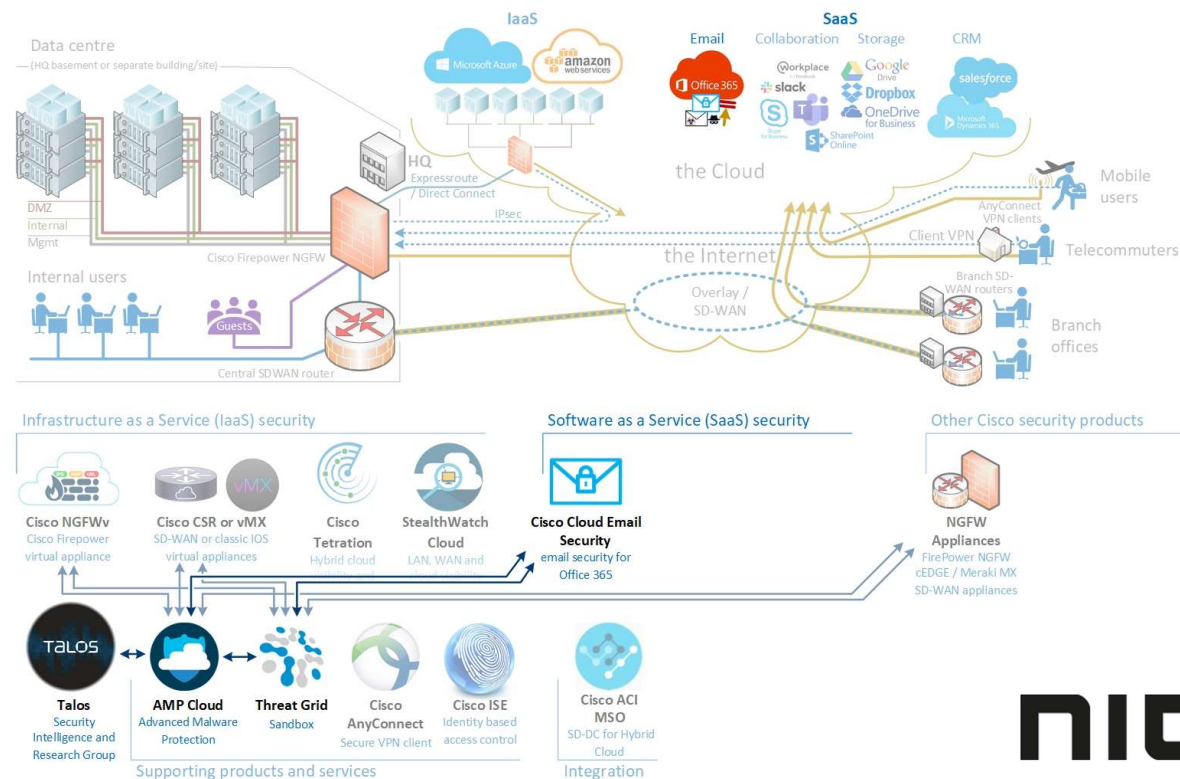 IaaS
SaaS
Data centre
(HQ basement or separate building/site)
Microsoft Azure
amazon
web services
Email
Collaboration
Storage
CRM
Office 365
workplace
slack
Skype
for Business
SharePoint
Online
Google
Drive
Dropbox
OneDrive
for Business
salesforce
Microsoft
Dynamics 365
HQ
Expressroute
/ Direct Connect
the Cloud
IPsec
DMZ
Internal
Mgmt
Cisco Firepower NGFW
AnyConnect
VPN clients
Mobile
users
Client VPN
Telecommuters
the Internet
Internal users
Guests
Overlay /
SD-WAN
Branch SD-
WAN routers
Branch
offices
Central SDWAN router
Infrastructure as a Service (IaaS) security
Software as a Service (SaaS) security
Other Cisco security products
vMX
Cisco NGFWv
Cisco Firepower
virtual appliance
Cisco CSR or vMX
SD-WAN or classic IOS
virtual appliances
Cisco
Tetration
Hybrid cloud
StealthWatch
Cloud
LAN, WAN and
Cisco Cloud Email
Security
email security for
Office 365
NGFW
Appliances
FirePower NGFW
cEDGE / Meraki MX
SD-WAN appliances
TALOS
Talos
Security
Intelligence and
Research Group
AMP Cloud
Advanced Malware
Protection
Threat Grid
Sandbox
Cisco
AnyConnect
Secure VPN client
Cisco ISE
Identity based
access control
Cisco ACI
MSO
SD-DC for Hybrid
Cloud
Supporting products and services
Integration